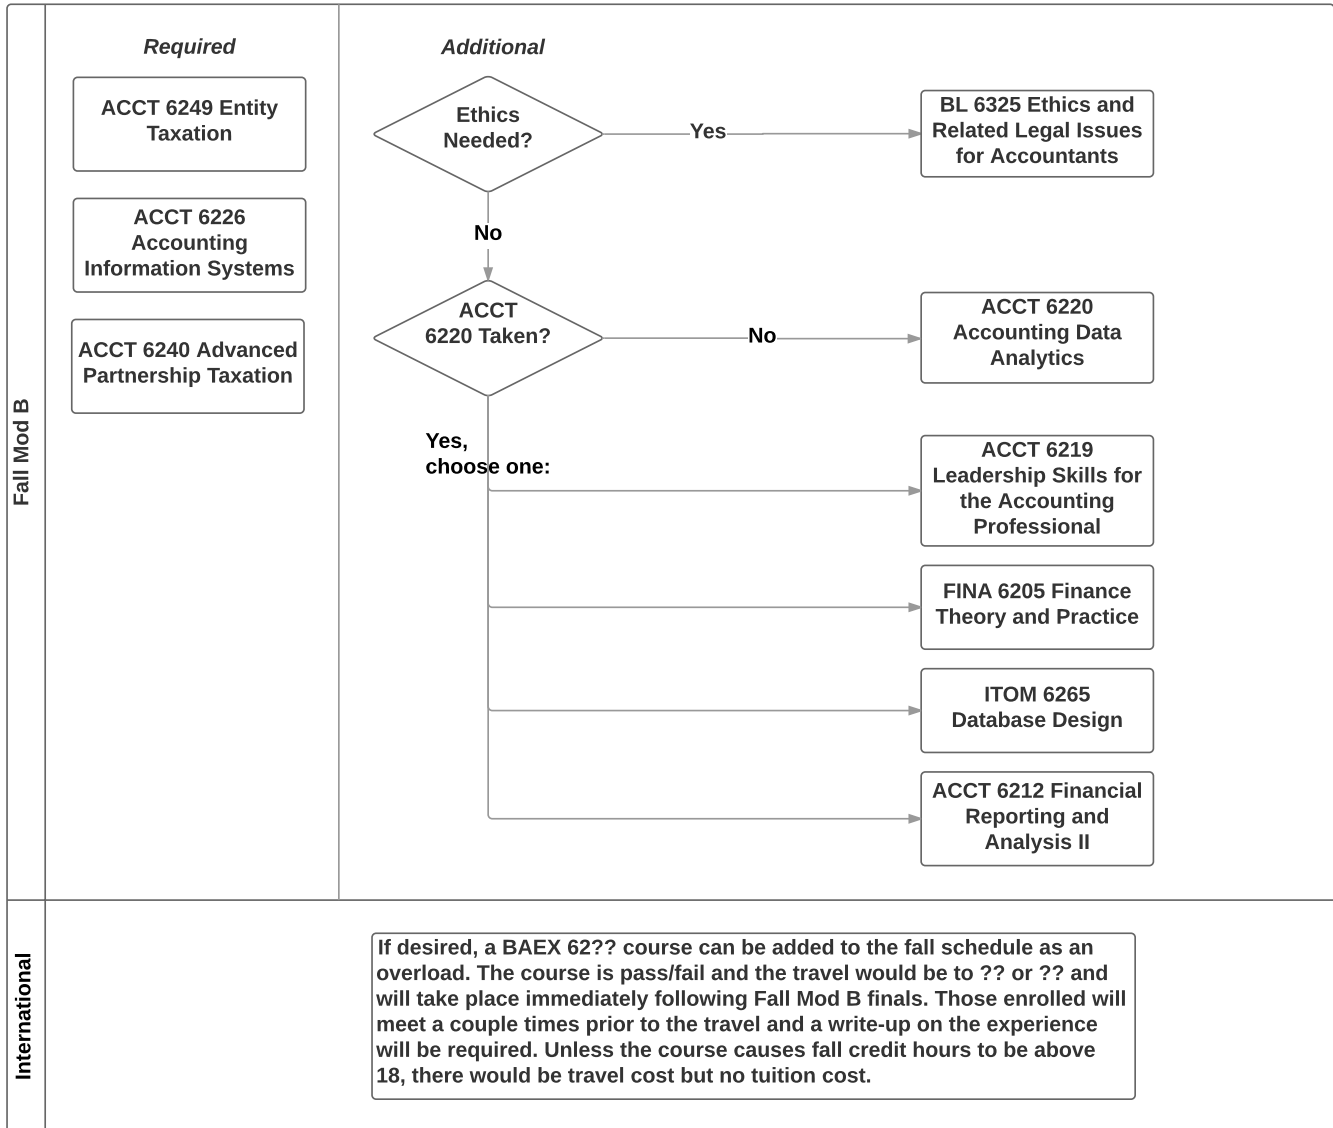 Required
ACCT 6249 Entity
Taxation
ACCT 6226
Accounting
Information Systems
ACCT 6240 Advanced
Partnership Taxation
Fall Mod B
Additional
Ethics
Needed?
Yes
BL 6325 Ethics and
Related Legal Issues
for Accountants
No
ACCT
6220 Taken?
No
ACCT 6220
Accounting Data
Analytics
Yes,
choose one:
ACCT 6219
Leadership Skills for
the Accounting
Professional
FINA 6205 Finance
Theory and Practice
ITOM 6265
Database Design
ACCT 6212 Financial
Reporting and
Analysis II
International
If desired, a BAEX 62?? course can be added to the fall schedule as an
overload. The course is pass/fail and the travel would be to ?? or ?? and
will take place immediately following Fall Mod B finals. Those enrolled will
meet a couple times prior to the travel and a write-up on the experience
will be required. Unless the course causes fall credit hours to be above
18, there would be travel cost but no tuition cost.